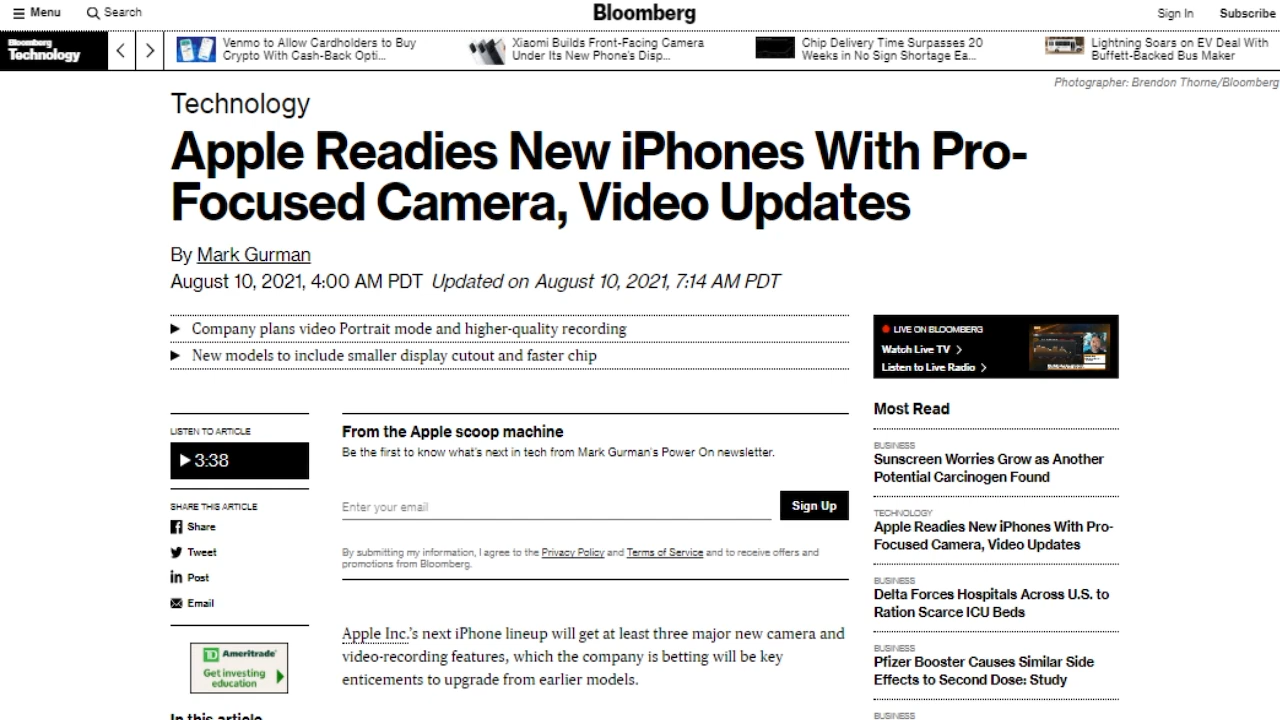 Menu
Search
Bloomberg
Sign In
Subscribe
Bloomberg
Technology
Venmo to Allow Cardholders to Buy
Crypto With Cash-Back Opti...
Xiaomi Builds Front-Facing Camera
Under Its New Phone's Disp...
Chip Delivery Time Surpasses 20
Weeks in No Sign Shortage Ea...
Lightning Soars on EV Deal With
Buffett-Backed Bus Maker
Photographer: Brendon Thorne/Bloomberg
Technology
Apple Readies New iPhones With Pro-
Focused Camera, Video Updates
By Mark Gurman
August 10, 2021, 4:00 AM PDT Updated on August 10, 2021, 7:14 AM PDT
Company plans video Portrait mode and higher-quality recording
New models to include smaller display cutout and faster chip
LISTEN TO ARTICLE
3:38
SHARE THIS ARTICLE
Share
Tweet
Post
Email
TD Ameritrade
Get investing
education
In this article
From the Apple scoop machine
Be the first to know what's next in tech from Mark Gurman's Power On newsletter.
Enter your email
Sign Up
By submitting my information, I agree to the Privacy Policy and Terms of Service and to receive offers and
promotions from Bloomberg.
Apple Inc.'s next iPhone lineup will get at least three major new camera and
video-recording features, which the company is betting will be key
enticements to upgrade from earlier models.
LIVE ON BLOOMBERG
Watch Live TV
Listen to Live Radio
Most Read
BUSINESS
Sunscreen Worries Grow as Another
Potential Carcinogen Found
TECHNOLOGY
Apple Readies New iPhones With Pro-
Focused Camera, Video Updates
BUSINESS
Delta Forces Hospitals Across U.S. to
Ration Scarce ICU Beds
BUSINESS
Pfizer Booster Causes Similar Side
Effects to Second Dose: Study
BUSINESS